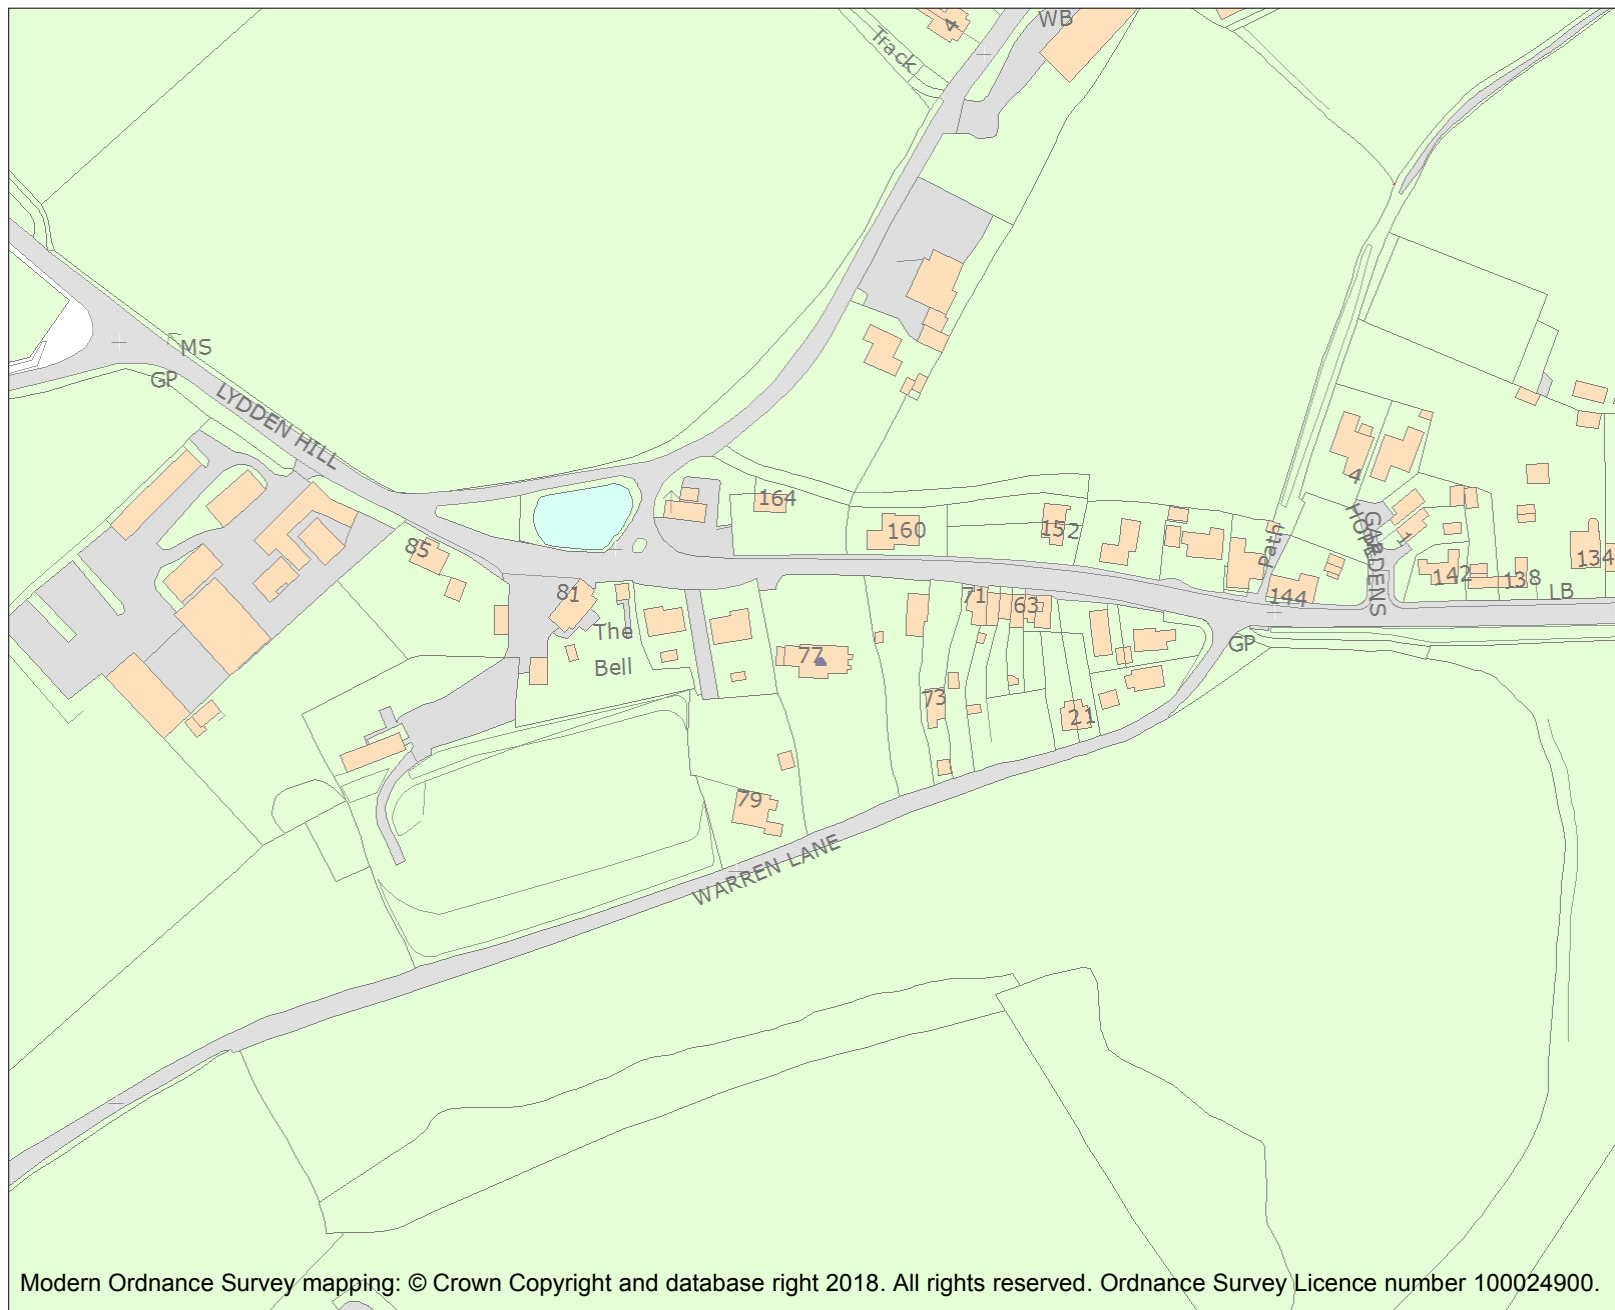 WB
4
Track
MS
GP
LYDDEN HILL
164
160
152
Path
4
HOPE
GARDENS
1
134
142
138
LB
144
85
81
The
Bell
71
63
GP
77
73
21
79
WARREN LANE
Modern Ordnance Survey mapping: © Crown Copyright and database right 2018. All rights reserved. Ordnance Survey Licence number 100024900.